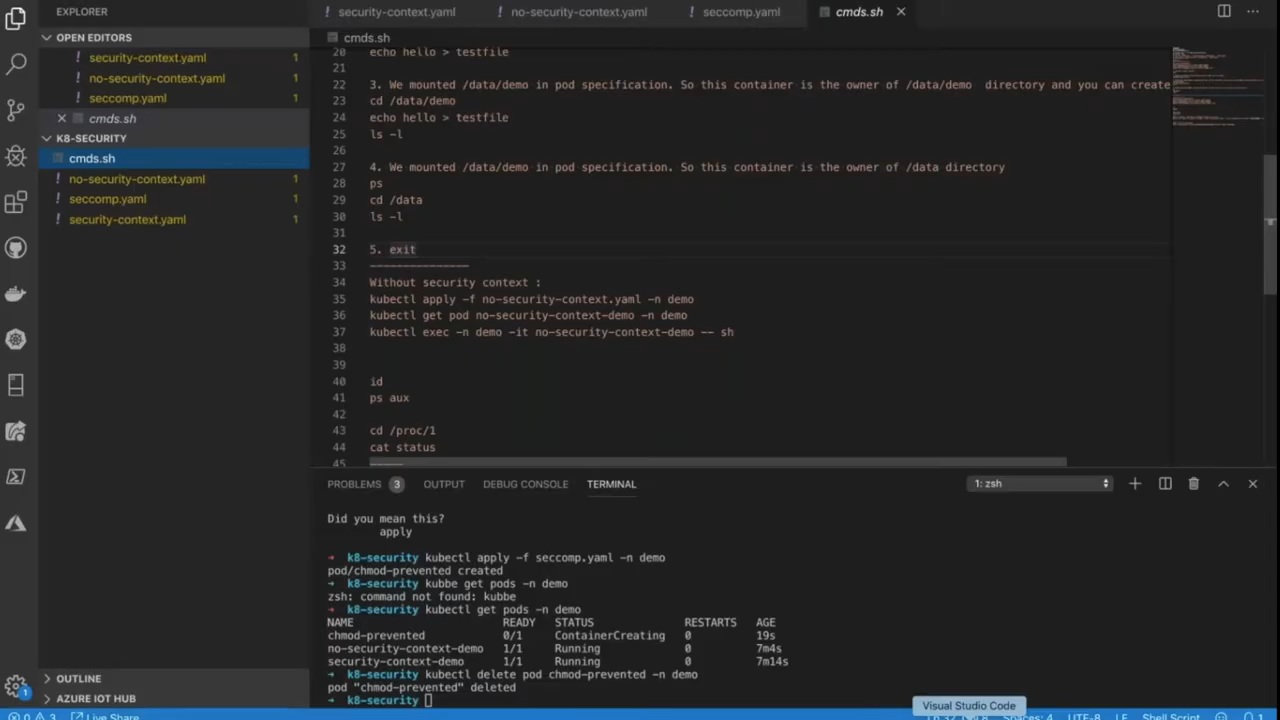 EXPLORER
OPEN EDITORS
! security-context.yaml 1
! no-security-context.yaml 1
! seccomp.yaml 1
cmds.sh
K8-SECURITY
cmds.sh
! no-security-context.yaml 1
! seccomp.yaml 1
! security-context.yaml 1
OUTLINE
AZURE IOT HUB
! security-context.yaml ! no-security-context.yaml ! seccomp.yaml cmds.sh
cmds.sh
20 echo hello > testfile
21
22 3. We mounted /data/demo in pod specification. So this container is the owner of /data/demo  directory and you can create
23 cd /data/demo
24 echo hello > testfile
25 ls -l
26
27 4. We mounted /data/demo in pod specification. So this container is the owner of /data directory
28 ps
29 cd /data
30 ls -l
31
32 5. exit
33 ---------------
34 Without security context :
35 kubectl apply -f no-security-context.yaml -n demo
36 kubectl get pod no-security-context-demo -n demo
37 kubectl exec -n demo -it no-security-context-demo -- sh
38
39
40 id
41 ps aux
42
43 cd /proc/1
44 cat status
45 -----
PROBLEMS 3 OUTPUT DEBUG CONSOLE TERMINAL 1: zsh
Did you mean this?
apply
→ k8-security kubectl apply -f seccomp.yaml -n demo
pod/chmod-prevented created
→ k8-security kubbe get pods -n demo
zsh: command not found: kubbe
→ k8-security kubectl get pods -n demo
NAME READY STATUS RESTARTS AGE
chmod-prevented 0/1 ContainerCreating 0 19s
no-security-context-demo 1/1 Running 0 7m4s
security-context-demo 1/1 Running 0 7m14s
→ k8-security kubectl delete pod chmod-prevented -n demo
pod "chmod-prevented" deleted
→ k8-security
1
Visual Studio Code
0 3 Live Share Spaces: 4 UTF-8 LF Shell Script 1